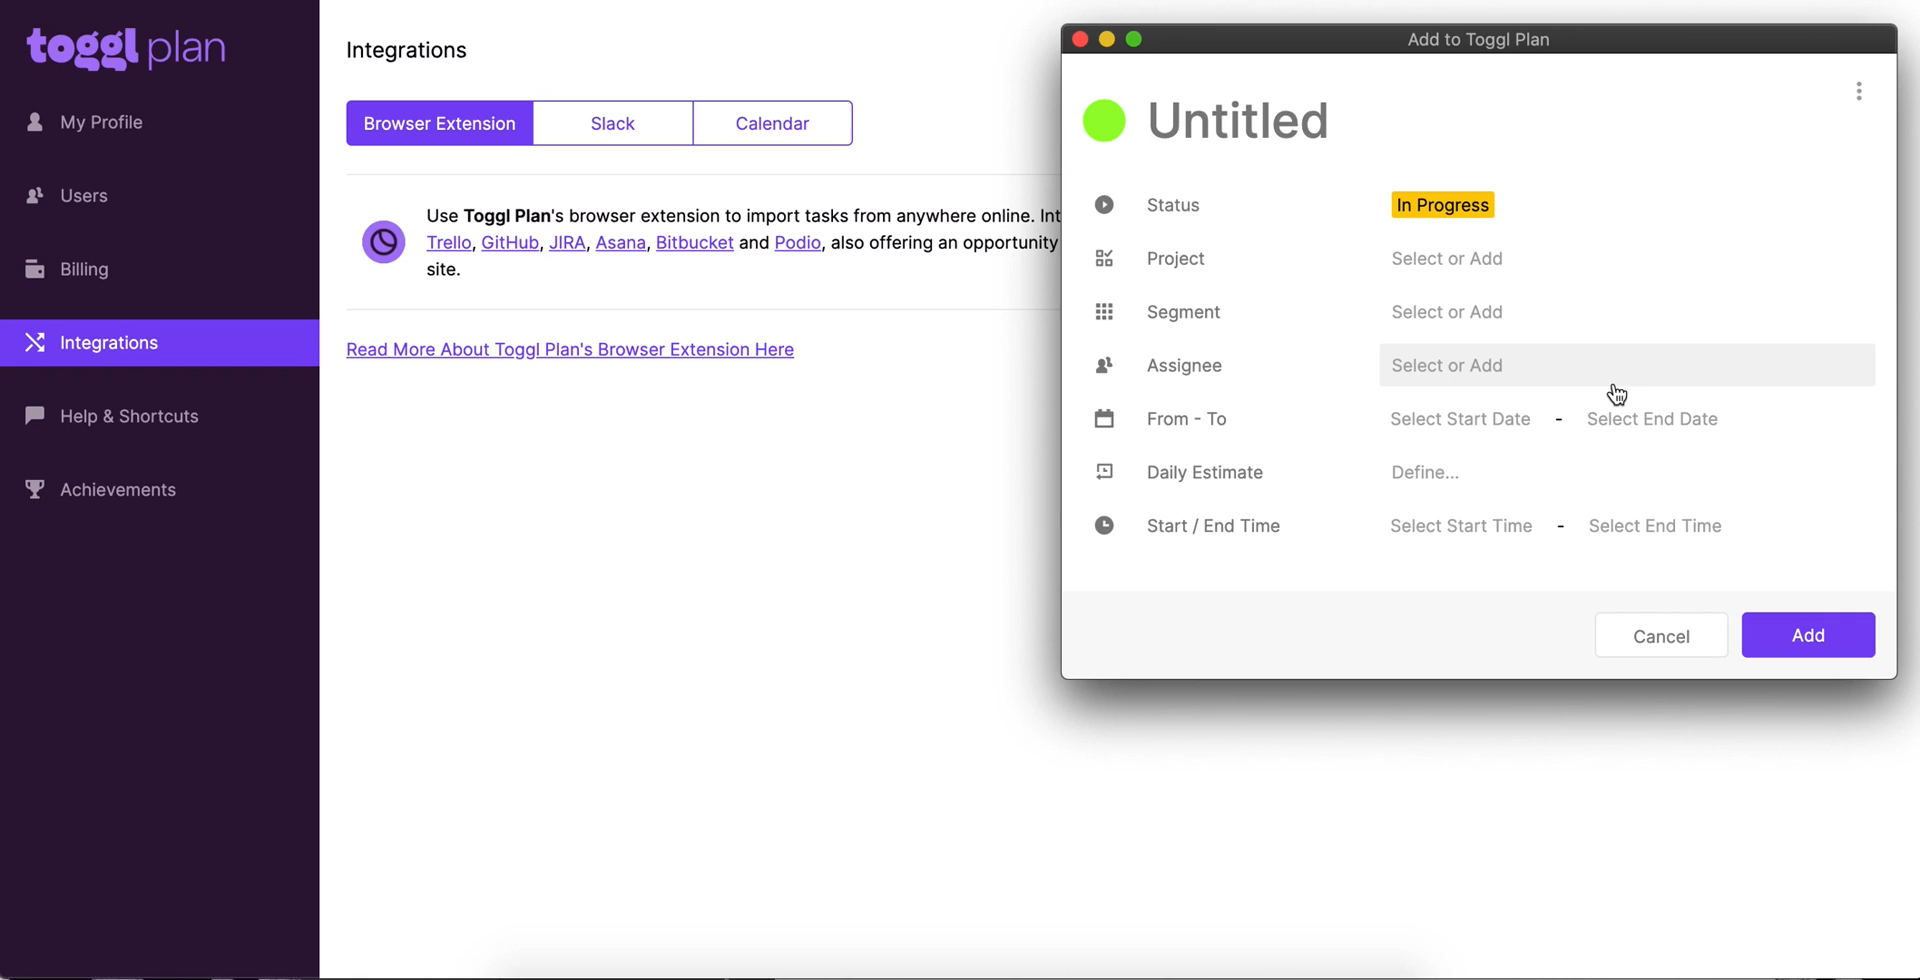 toggl plan
My Profile
Users
Billing
Integrations
Help & Shortcuts
Achievements
Integrations
Browser Extension
Slack
Calendar
Use Toggl Plan's browser extension to import tasks from anywhere online. Int
Trello, GitHub, JIRA, Asana, Bitbucket and Podio, also offering an opportunity
site.
Read More About Toggl Plan's Browser Extension Here
Add to Toggl Plan
Untitled
Status In Progress
Project Select or Add
Segment Select or Add
Assignee Select or Add
From - To Select Start Date - Select End Date
Daily Estimate Define...
Start / End Time Select Start Time - Select End Time
Cancel
Add